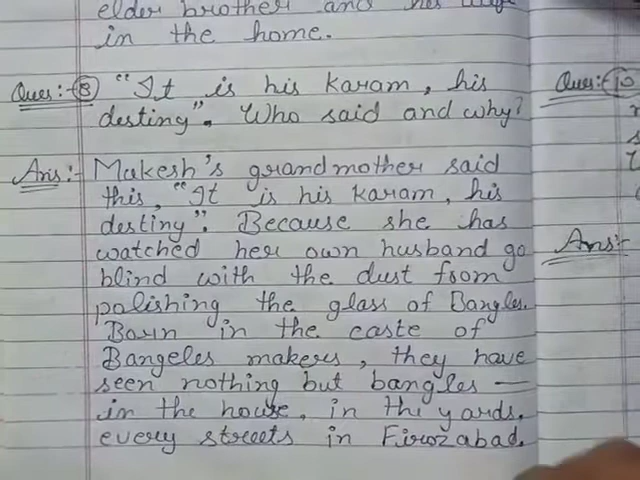 elder brother and his
in the home.
Ques:-(8) "It is his Karam, his
destiny". Who said and why?
Ans:- Mukesh's grandmother said
this, "It is his karam, his
destiny". Because she has
watched her own husband go
blind with the dust from
polishing the glass of Bangles.
Born in the caste of
Bangeles makers, they have
seen nothing but bangles —
in the house, in the yards,
every streets in Firozabad.
Ques:-(10)
Ans:-